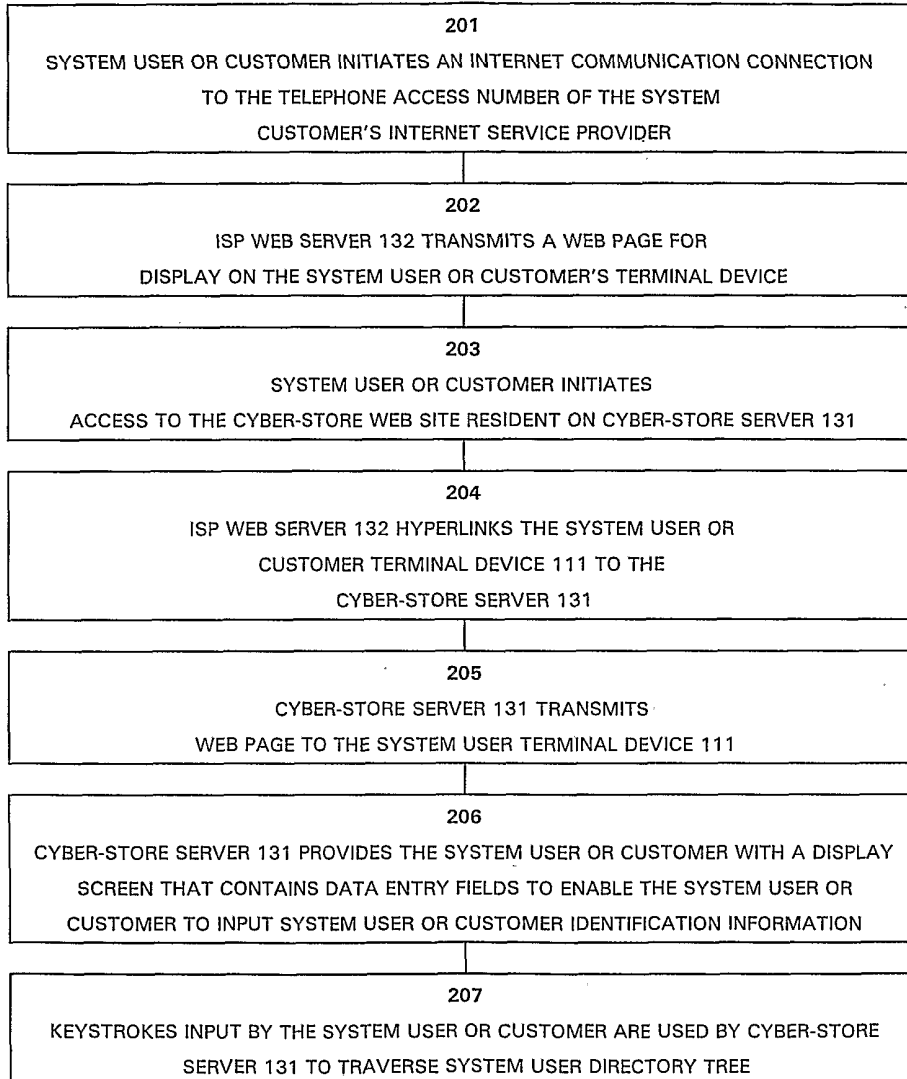 201
SYSTEM USER OR CUSTOMER INITIATES AN INTERNET COMMUNICATION CONNECTION
TO THE TELEPHONE ACCESS NUMBER OF THE SYSTEM
CUSTOMER'S INTERNET SERVICE PROVIDER
202
ISP WEB SERVER 132 TRANSMITS A WEB PAGE FOR
DISPLAY ON THE SYSTEM USER OR CUSTOMER'S TERMINAL DEVICE
203
SYSTEM USER OR CUSTOMER INITIATES
ACCESS TO THE CYBER-STORE WEB SITE RESIDENT ON CYBER-STORE SERVER 131
204
ISP WEB SERVER 132 HYPERLINKS THE SYSTEM USER OR
CUSTOMER TERMINAL DEVICE 111 TO THE
CYBER-STORE SERVER 131
205
CYBER-STORE SERVER 131 TRANSMITS
WEB PAGE TO THE SYSTEM USER TERMINAL DEVICE 111
206
CYBER-STORE SERVER 131 PROVIDES THE SYSTEM USER OR CUSTOMER WITH A DISPLAY
SCREEN THAT CONTAINS DATA ENTRY FIELDS TO ENABLE THE SYSTEM USER OR
CUSTOMER TO INPUT SYSTEM USER OR CUSTOMER IDENTIFICATION INFORMATION
207
KEYSTROKES INPUT BY THE SYSTEM USER OR CUSTOMER ARE USED BY CYBER-STORE
SERVER 131 TO TRAVERSE SYSTEM USER DIRECTORY TREE